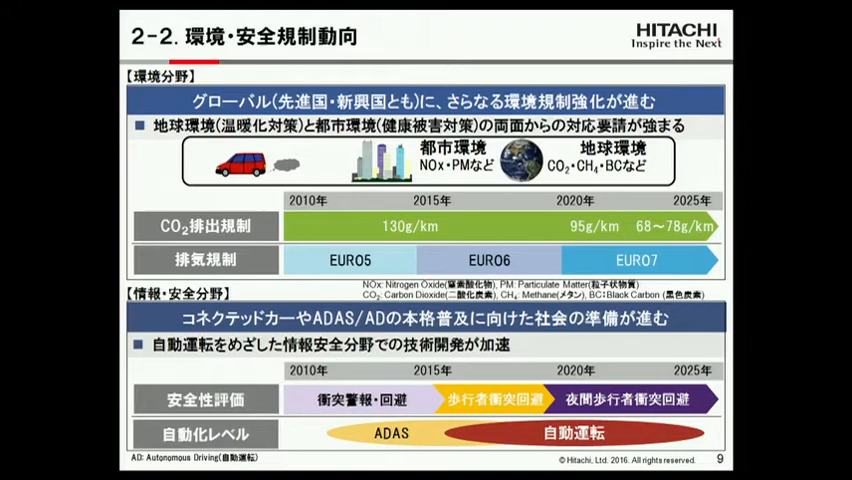 2-2. 環境・安全規制動向
HITACHI
Inspire the Next
【環境分野】
グローバル(先進国・新興国とも)に、さらなる環境規制強化が進む
■ 地球環境(温暖化対策)と都市環境(健康被害対策)の両面からの対応要請が強まる
都市環境
NOx・PMなど
地球環境
CO2・CH4・BCなど
2010年 2015年 2020年 2025年
CO2排出規制 130g/km 95g/km 68～78g/km
排気規制 EURO5 EURO6 EURO7
NOx: Nitrogen Oxide(窒素酸化物), PM: Particulate Matter(粒子状物質)
CO2: Carbon Dioxide(二酸化炭素), CH4: Methane(メタン), BC:Black Carbon (黒色炭素)
【情報・安全分野】
コネクテッドカーやADAS/ADの本格普及に向けた社会の準備が進む
■ 自動運転をめざした情報安全分野での技術開発が加速
2010年 2015年 2020年 2025年
安全性評価 衝突警報・回避 歩行者衝突回避 夜間歩行者衝突回避
自動化レベル ADAS 自動運転
AD: Autonomous Driving(自動運転)
© Hitachi, Ltd. 2016. All rights reserved. 9